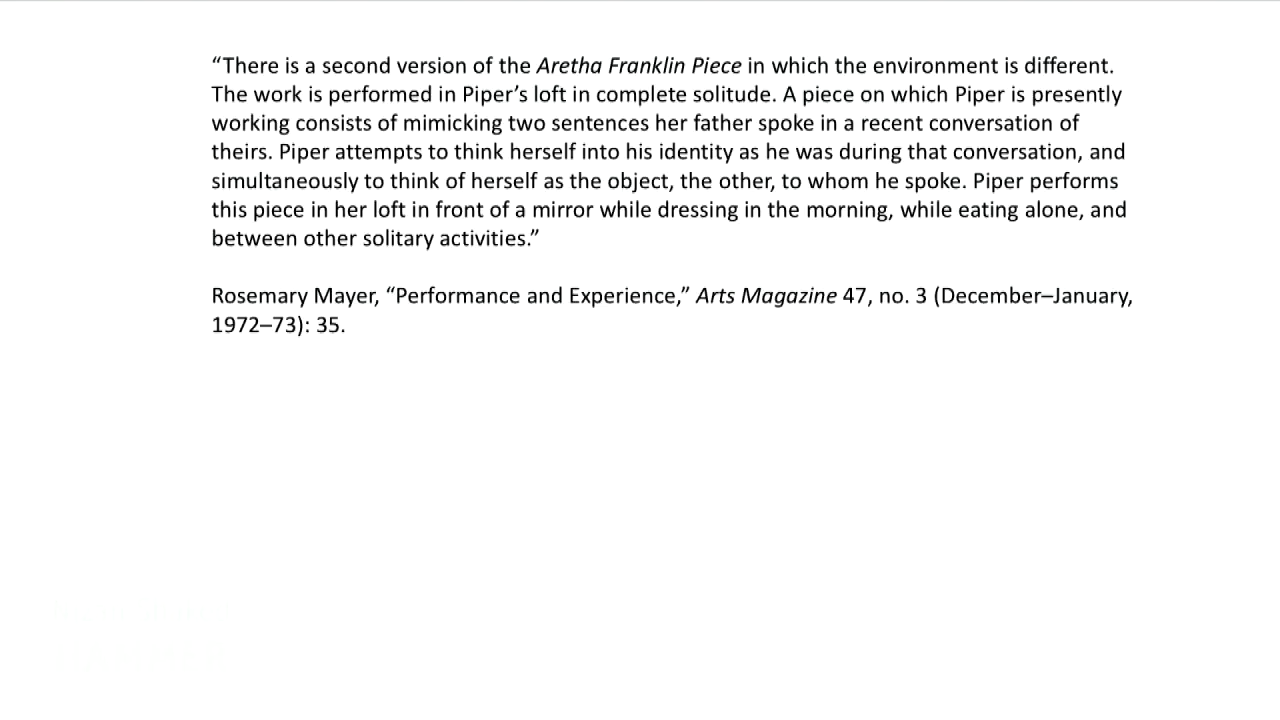 “There is a second version of the Aretha Franklin Piece in which the environment is different.
The work is performed in Piper’s loft in complete solitude. A piece on which Piper is presently
working consists of mimicking two sentences her father spoke in a recent conversation of
theirs. Piper attempts to think herself into his identity as he was during that conversation, and
simultaneously to think of herself as the object, the other, to whom he spoke. Piper performs
this piece in her loft in front of a mirror while dressing in the morning, while eating alone, and
between other solitary activities.”
Rosemary Mayer, “Performance and Experience,” Arts Magazine 47, no. 3 (December–January,
1972–73): 35.